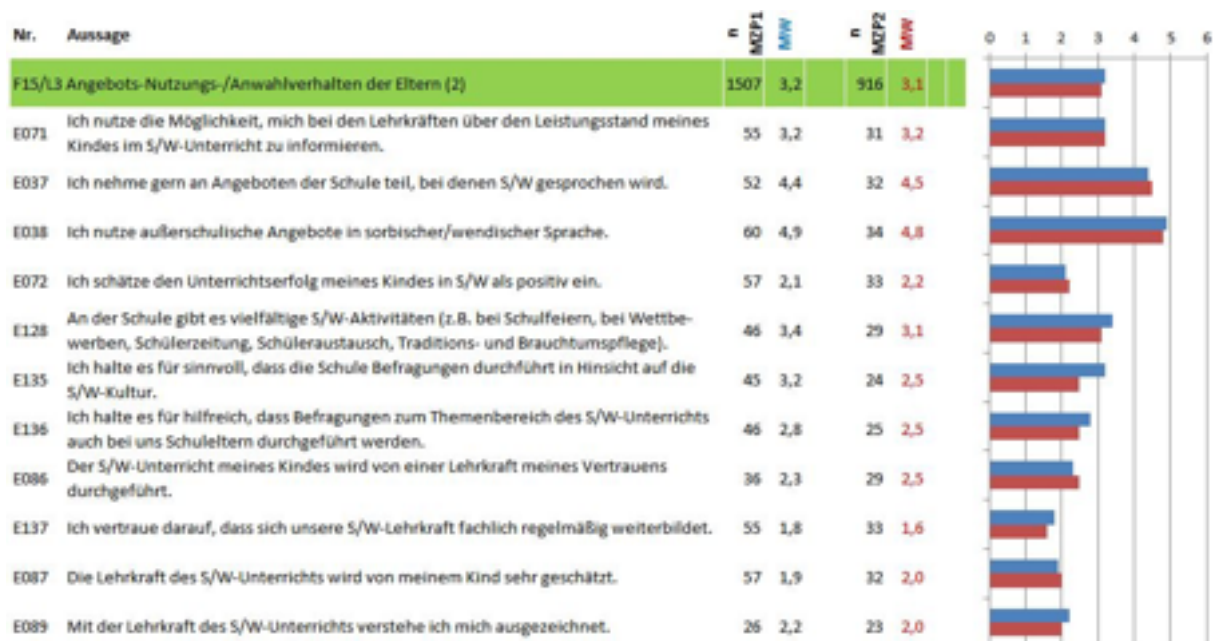 Nr. Aussage n MZP1 MW n MZP2 MW
0 1 2 3 4 5 6
F15/L3 Angebots-Nutzungs-/Anwahlverhalten der Eltern (2) 1507 3,2 916 3,1
E071 Ich nutze die Möglichkeit, mich bei den Lehrkräften über den Leistungsstand meines
Kindes im S/W-Unterricht zu informieren. 55 3,2 31 3,2
E037 Ich nehme gern an Angeboten der Schule teil, bei denen S/W gesprochen wird. 52 4,4 32 4,5
E038 Ich nutze außerschulische Angebote in sorbischer/wendischer Sprache. 60 4,9 34 4,8
E072 Ich schätze den Unterrichtserfolg meines Kindes in S/W als positiv ein. 57 2,1 33 2,2
E128 An der Schule gibt es vielfältige S/W-Aktivitäten (z.B. bei Schulfeiern, bei Wettbe-
werben, Schülerzeitung, Schüleraustausch, Traditions- und Brauchtumspflege). 46 3,4 29 3,1
E135 Ich halte es für sinnvoll, dass die Schule Befragungen durchführt in Hinsicht auf die
S/W-Kultur. 45 3,2 24 2,5
E136 Ich halte es für hilfreich, dass Befragungen zum Themenbereich des S/W-Unterrichts
auch bei uns Schuleltern durchgeführt werden. 46 2,8 25 2,5
E086 Der S/W-Unterricht meines Kindes wird von einer Lehrkraft meines Vertrauens
durchgeführt. 36 2,3 29 2,5
E137 Ich vertraue darauf, dass sich unsere S/W-Lehrkraft fachlich regelmäßig weiterbildet. 55 1,8 33 1,6
E087 Die Lehrkraft des S/W-Unterrichts wird von meinem Kind sehr geschätzt. 57 1,9 32 2,0
E089 Mit der Lehrkraft des S/W-Unterrichts verstehe ich mich ausgezeichnet. 26 2,2 23 2,0